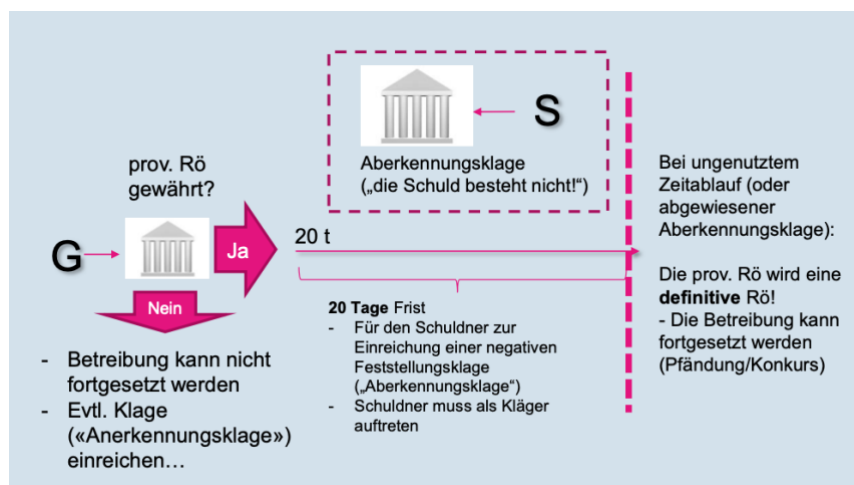 prov. Rö
gewährt?
G
Ja
Nein
- Betreibung kann nicht
fortgesetzt werden
- Evtl. Klage
(«Anerkennungsklage»)
einreichen…
S
Aberkennungsklage
(„die Schuld besteht nicht!“)
20 t
20 Tage Frist
- Für den Schuldner zur
Einreichung einer negativen
Feststellungsklage
(„Aberkennungsklage“)
- Schuldner muss als Kläger
auftreten
Bei ungenutztem
Zeitablauf (oder
abgewiesener
Aberkennungsklage):
Die prov. Rö wird eine
definitive Rö!
- Die Betreibung kann
fortgesetzt werden
(Pfändung/Konkurs)